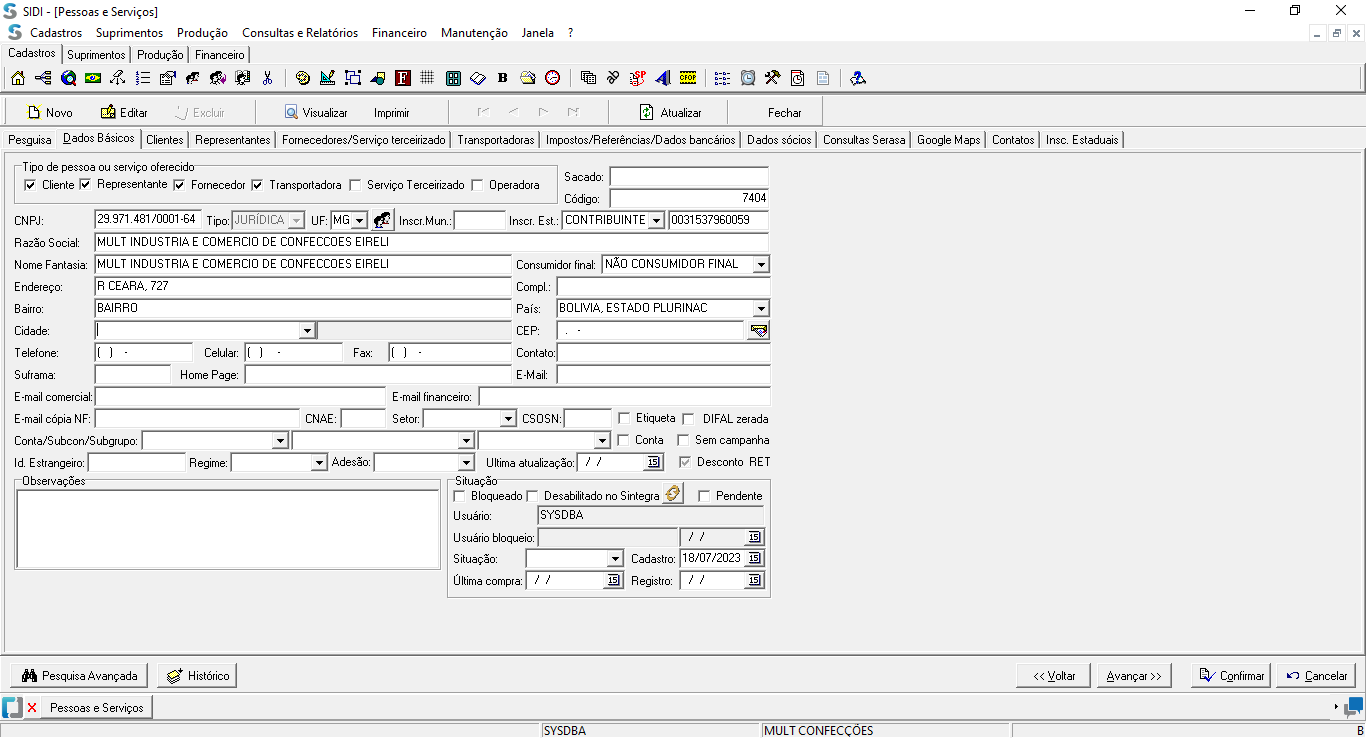 SIDI - [Pessoas e Serviços]
Cadastros Suprimentos Produção Consultas e Relatórios Financeiro Manutenção Janela ?
Cadastros Suprimentos Produção Financeiro
Novo Editar Excluir Visualizar Imprimir Atualizar Fechar
Pesquisa Dados Básicos Clientes Representantes Fornecedores/Serviço terceirizado Transportadoras Impostos/Referências/Dados bancários Dados sócios Consultas Serasa Google Maps Contatos Insc. Estaduais
Tipo de pessoa ou serviço oferecido
Cliente Representante Fornecedor Transportadora Serviço Terceirizado Operadora
Sacado:
Código: 7404
CNPJ: 29.971.481/0001-64 Tipo: JURÍDICA UF: MG Inscr.Mun.: Inscr. Est.: CONTRIBUINTE 0031537960059
Razão Social: MULT INDUSTRIA E COMERCIO DE CONFECCOES EIRELI
Nome Fantasia: MULT INDUSTRIA E COMERCIO DE CONFECCOES EIRELI Consumidor final: NÃO CONSUMIDOR FINAL
Endereço: R CEARA, 727 Compl.:
Bairro: BAIRRO País: BOLIVIA, ESTADO PLURINAC
Cidade: CEP: . -
Telefone: ( ) - Celular: ( ) - Fax: ( ) - Contato:
Suframa: Home Page: E-Mail:
E-mail comercial: E-mail financeiro:
E-mail cópia NF: CNAE: Setor: CSOSN: Etiqueta DIFAL zerada
Conta/Subcon/Subgrupo: Conta Sem campanha
Id. Estrangeiro: Regime: Adesão: Ultima atualização: / / 15 Desconto RET
Observações
Situação
Bloqueado Desabilitado no Sintegra Pendente
Usuário: SYSDBA
Usuário bloqueio: / / 15
Situação: Cadastro: 18/07/2023 15
Última compra: / / 15 Registro: / / 15
Pesquisa Avançada Histórico << Voltar Avançar >> Confirmar Cancelar
Pessoas e Serviços
SYSDBA MULT CONFECÇÕES B